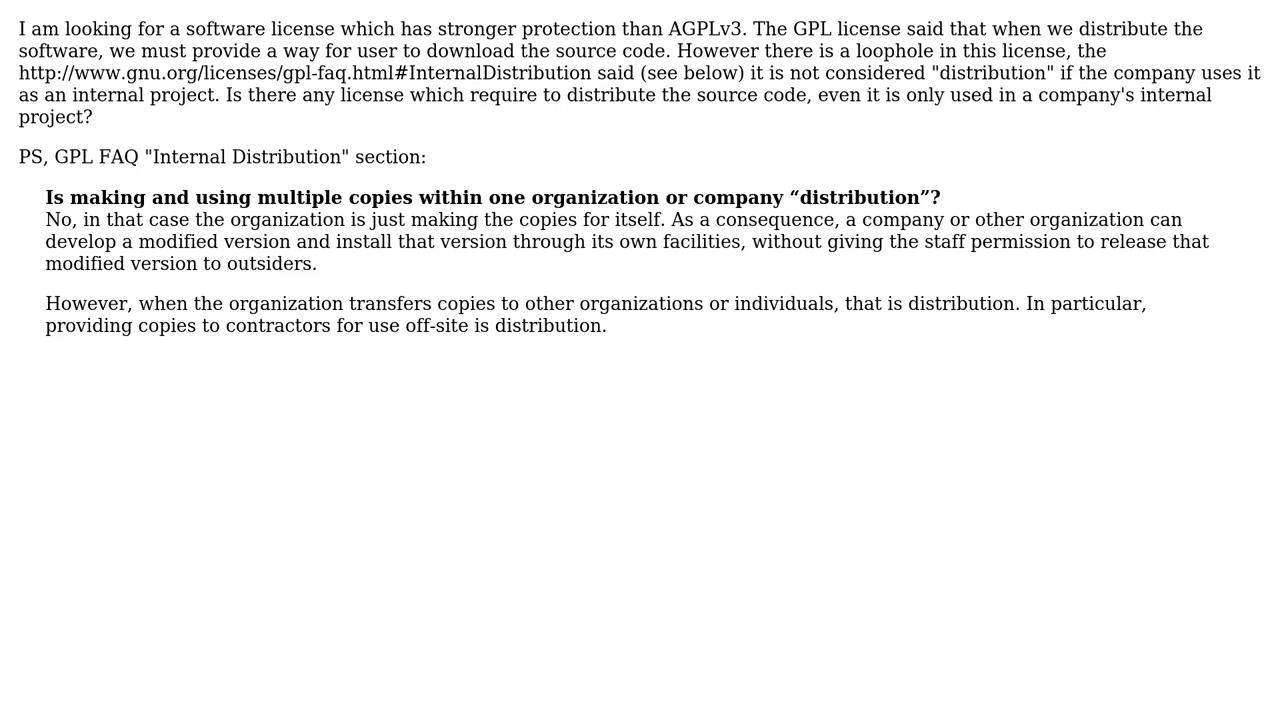 I am looking for a software license which has stronger protection than AGPLv3. The GPL license said that when we distribute the
software, we must provide a way for user to download the source code. However there is a loophole in this license, the
http://www.gnu.org/licenses/gpl-faq.html#InternalDistribution said (see below) it is not considered "distribution" if the company uses it
as an internal project. Is there any license which require to distribute the source code, even it is only used in a company's internal
project?
PS, GPL FAQ "Internal Distribution" section:
Is making and using multiple copies within one organization or company “distribution”?
No, in that case the organization is just making the copies for itself. As a consequence, a company or other organization can
develop a modified version and install that version through its own facilities, without giving the staff permission to release that
modified version to outsiders.
However, when the organization transfers copies to other organizations or individuals, that is distribution. In particular,
providing copies to contractors for use off-site is distribution.